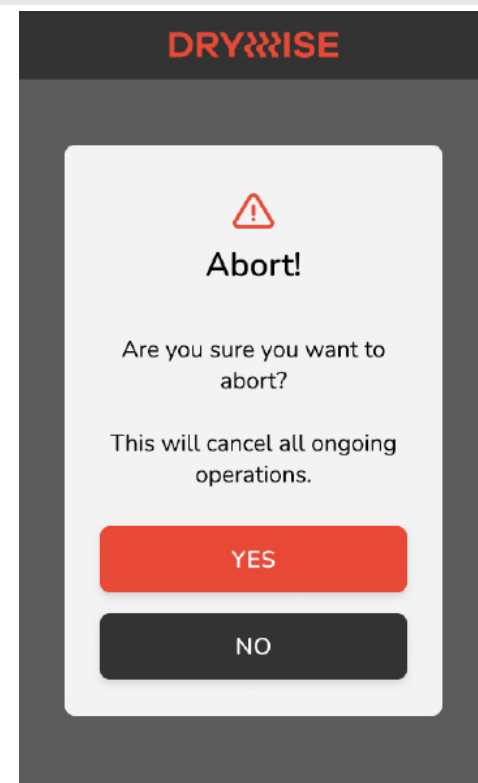 DRYWISE
Abort!
Are you sure you want to
abort?
This will cancel all ongoing
operations.
YES
NO